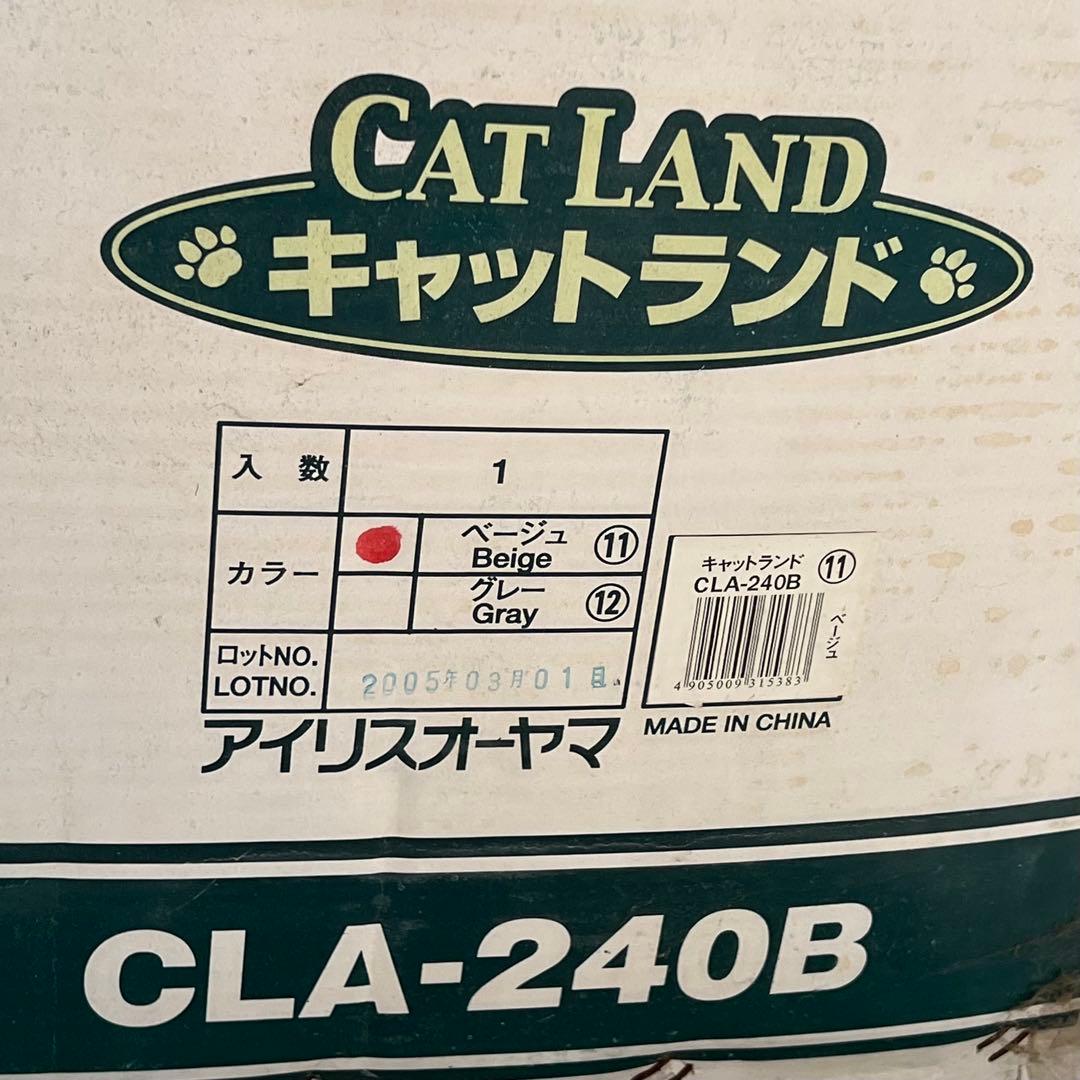 CAT LAND
キャットランド
入 数 1
カラー
ベージュ
Beige ⑪
グレー
Gray ⑫
ロットNO.
LOTNO. 2005年03月01日
アイリスオーヤマ
キャットランド ⑪
CLA-240B
ベージュ
4 905009 315383
MADE IN CHINA
CLA-240B